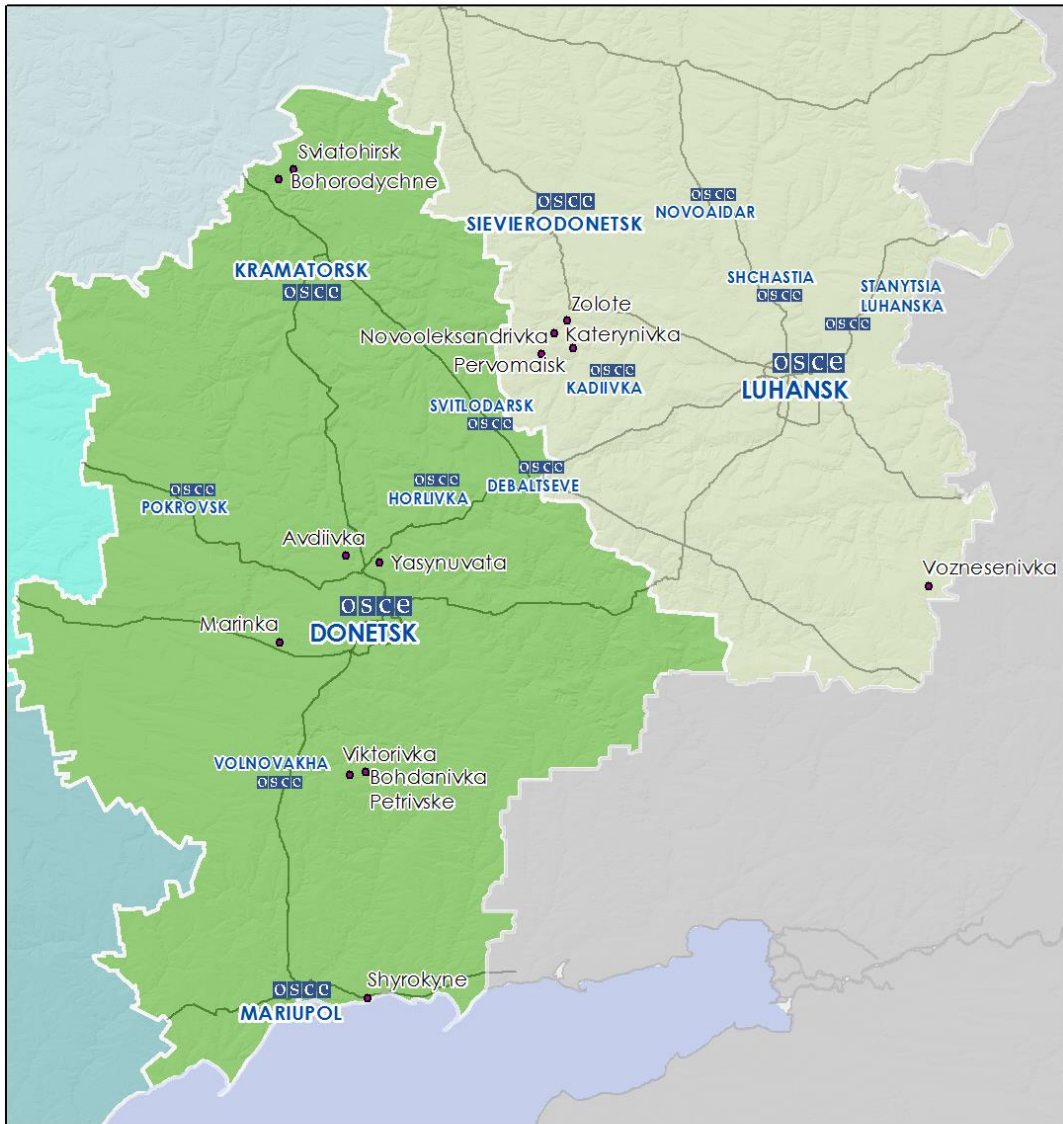 Sviatohirsk
Bohorodychne
osce
SIEVIERODONETSK
osce
NOVOAIDAR
KRAMATORSK
osce
SHCHASTIA
osce
STANYTSIA
LUHANSKA
osce
Zolote
Novooleksandrivka
Katerynivka
Pervomaisk
osce
KADIIVKA
osce
LUHANSK
SVITLODARSK
osce
osce
DEBALTSEVE
osce
HORLIVKA
osce
POKROVSK
Avdiivka
Yasynuvata
Voznesenivka
osce
DONETSK
Marinka
VOLNOVAKHA
osce
Viktorivka
Bohdanivka
Petrivske
Shyrokyne
osce
MARIUPOL